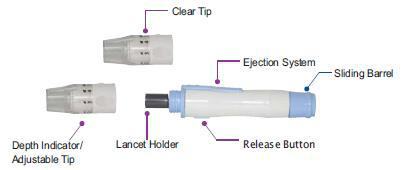 Clear Tip
Ejection System
Sliding Barrel
Depth Indicator/
Adjustable Tip
Lancet Holder
Release Button